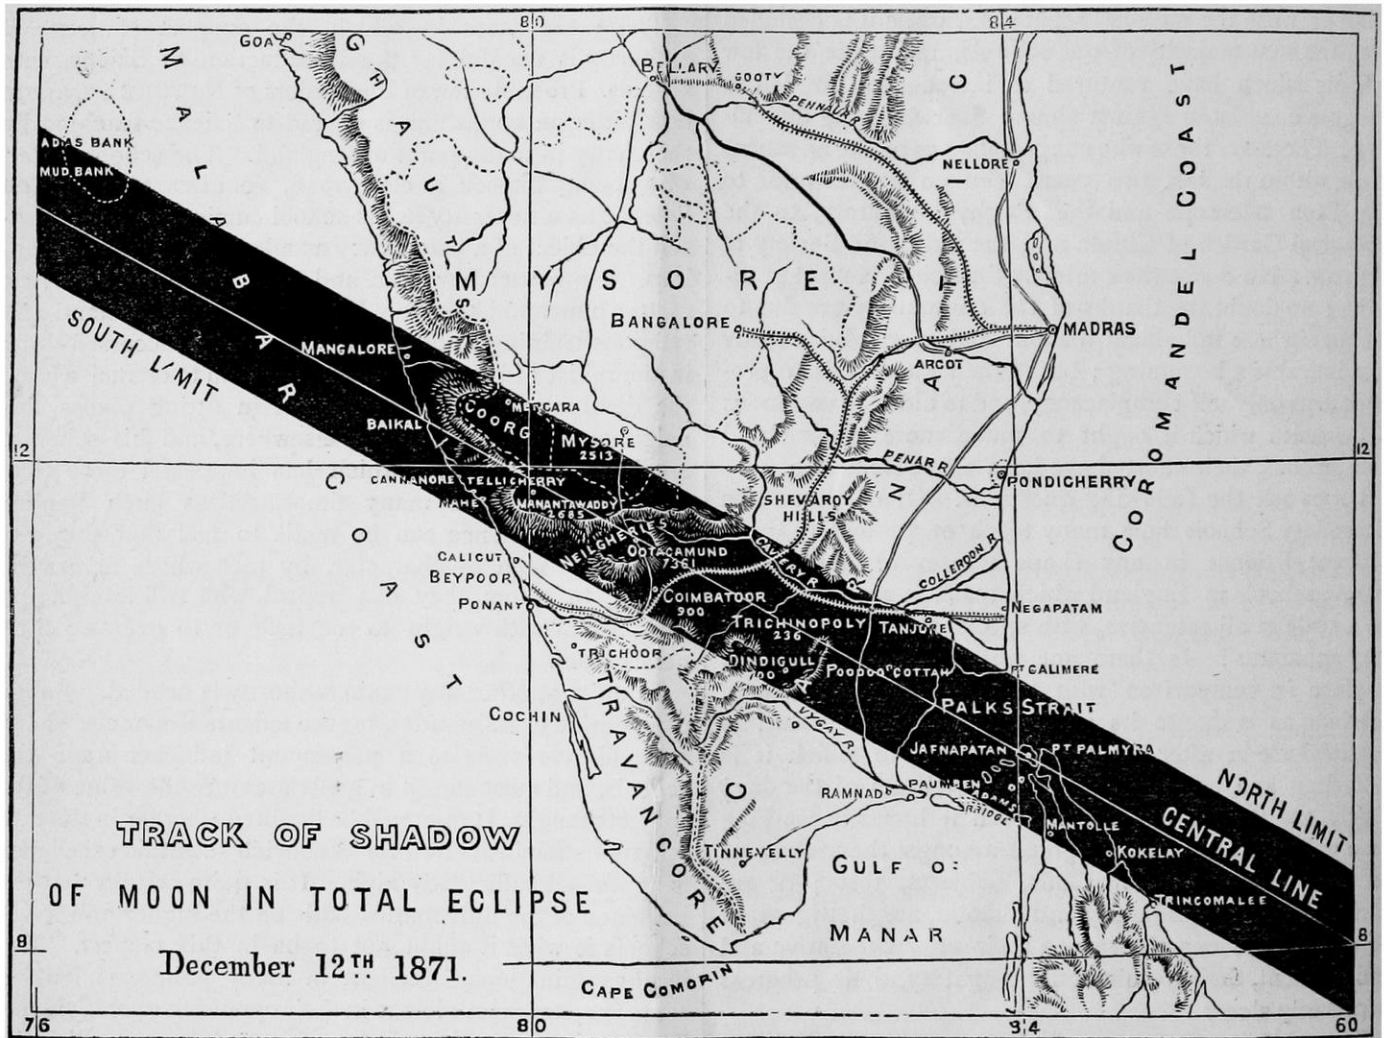 80
84
GOA
G
H
A
U
T
S
MALABAR
COAST
ADAS BANK
MUD BANK
SOUTH LIMIT
BELLARY
GOOTY
PENNAR
NELLORE
MYSORE
BANGALORE
MADRAS
ARCOT
CARNATIC
COROMANDEL COAST
MANGALORE
BAIKAL
COORG
MERCARA
MYSORE
2513
12
12
CANNANORE
TELLICHERRY
MAHE
MANANTAWADDY
2685
PENAR R
PONDICHERRY
SHEVAROY
HILLS
NEILGHERIES
OOTACAMUND
7361
CALICUT
BEYPOOR
PONANY
CAVERY R.
COLLEROON R
COIMBATOOR
900
TRICHINOPOLY
236
TANJORE
NEGAPATAM
TRICHOOR
DINDIGULL
POODOOCOTTAH
PT CALIMERE
COCHIN
TRAVANCORE
VYGAY R.
PALKS STRAIT
JAFNAPATAN
PT PALMYRA
RAMNAD
PAUMBEN
ADAMS
BRIDGE
MANTOLLE
KOKELAY
TRINCOMALEE
NORTH LIMIT
CENTRAL LINE
TINNEVELLY
GULF OF
MANAR
CAPE COMORIN
TRACK OF SHADOW
OF MOON IN TOTAL ECLIPSE
December 12TH 1871.
8
8
76
80
84
60